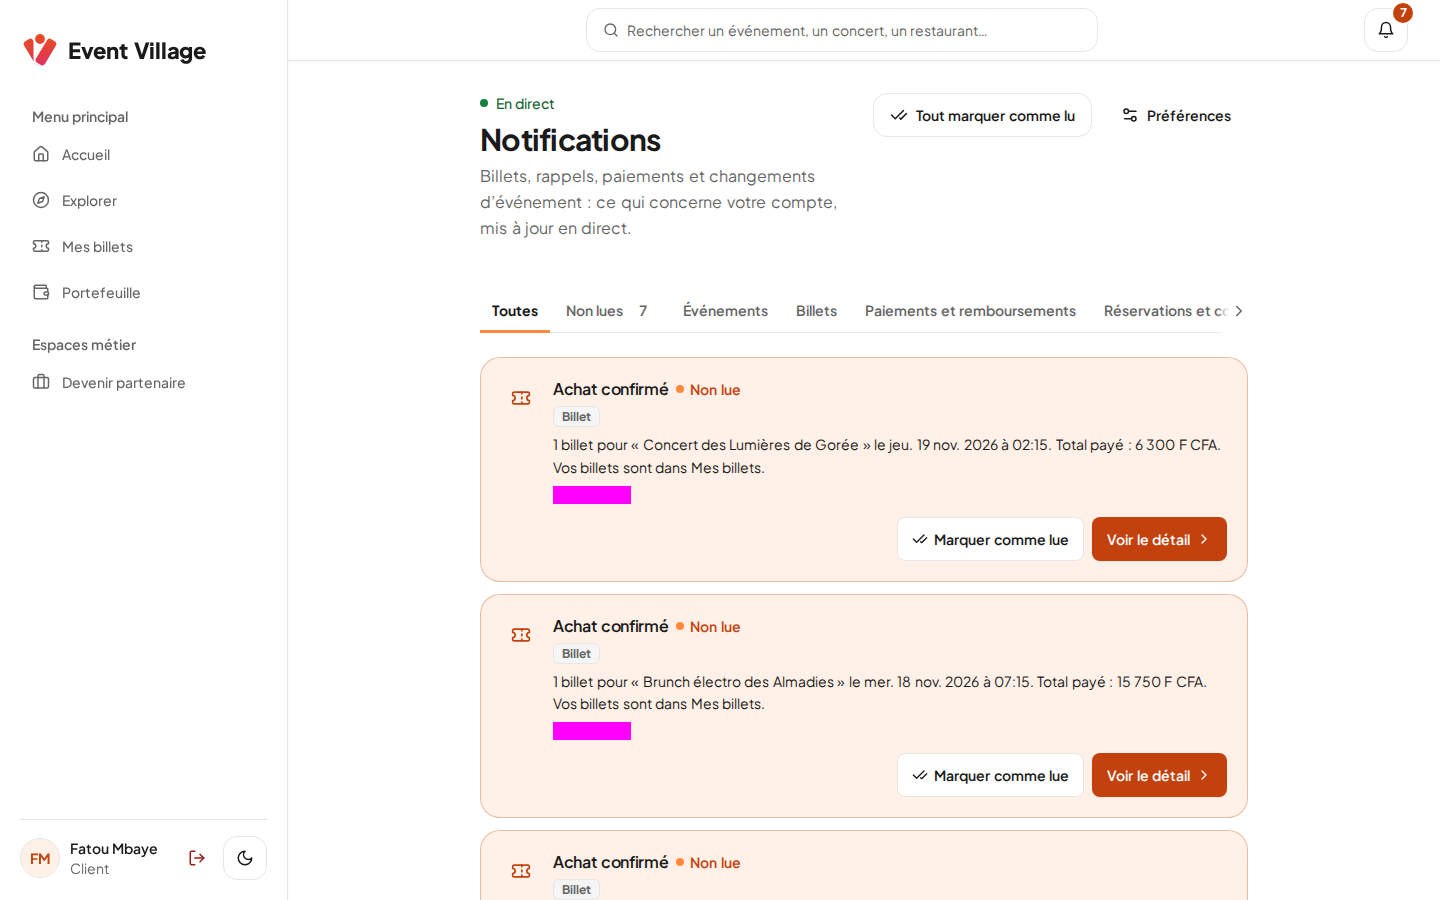 Event Village
Menu principal
Accueil
Explorer
Mes billets
Portefeuille
Espaces métier
Devenir partenaire
FM
Fatou Mbaye
Client
Rechercher un événement, un concert, un restaurant…
7
En direct
Notifications
Billets, rappels, paiements et changements
d’événement : ce qui concerne votre compte,
mis à jour en direct.
Tout marquer comme lu
Préférences
Toutes
Non lues 7
Événements
Billets
Paiements et remboursements
Réservations et
Achat confirmé
Non lue
Billet
1 billet pour « Concert des Lumières de Gorée » le jeu. 19 nov. 2026 à 02:15. Total payé : 6 300 F CFA.
Vos billets sont dans Mes billets.
Marquer comme lue
Voir le détail
Achat confirmé
Non lue
Billet
1 billet pour « Brunch électro des Almadies » le mer. 18 nov. 2026 à 07:15. Total payé : 15 750 F CFA.
Vos billets sont dans Mes billets.
Marquer comme lue
Voir le détail
Achat confirmé
Non lue
Billet